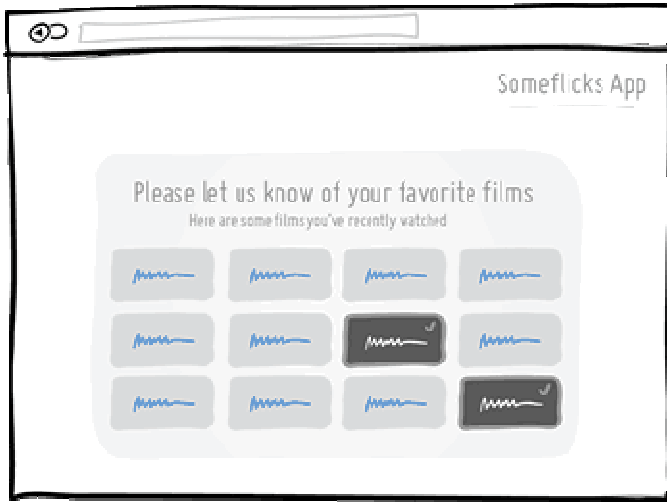 Someflicks App
Please let us know of your favorite films
Here are some films you've recently watched